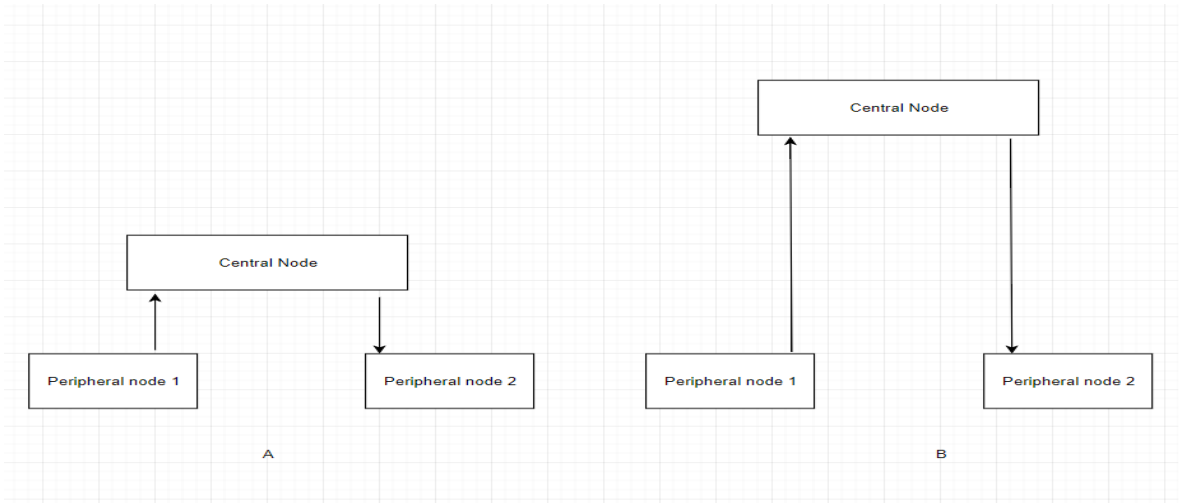 Central Node
Peripheral node 1
Peripheral node 2
A
Central Node
Peripheral node 1
Peripheral node 2
B